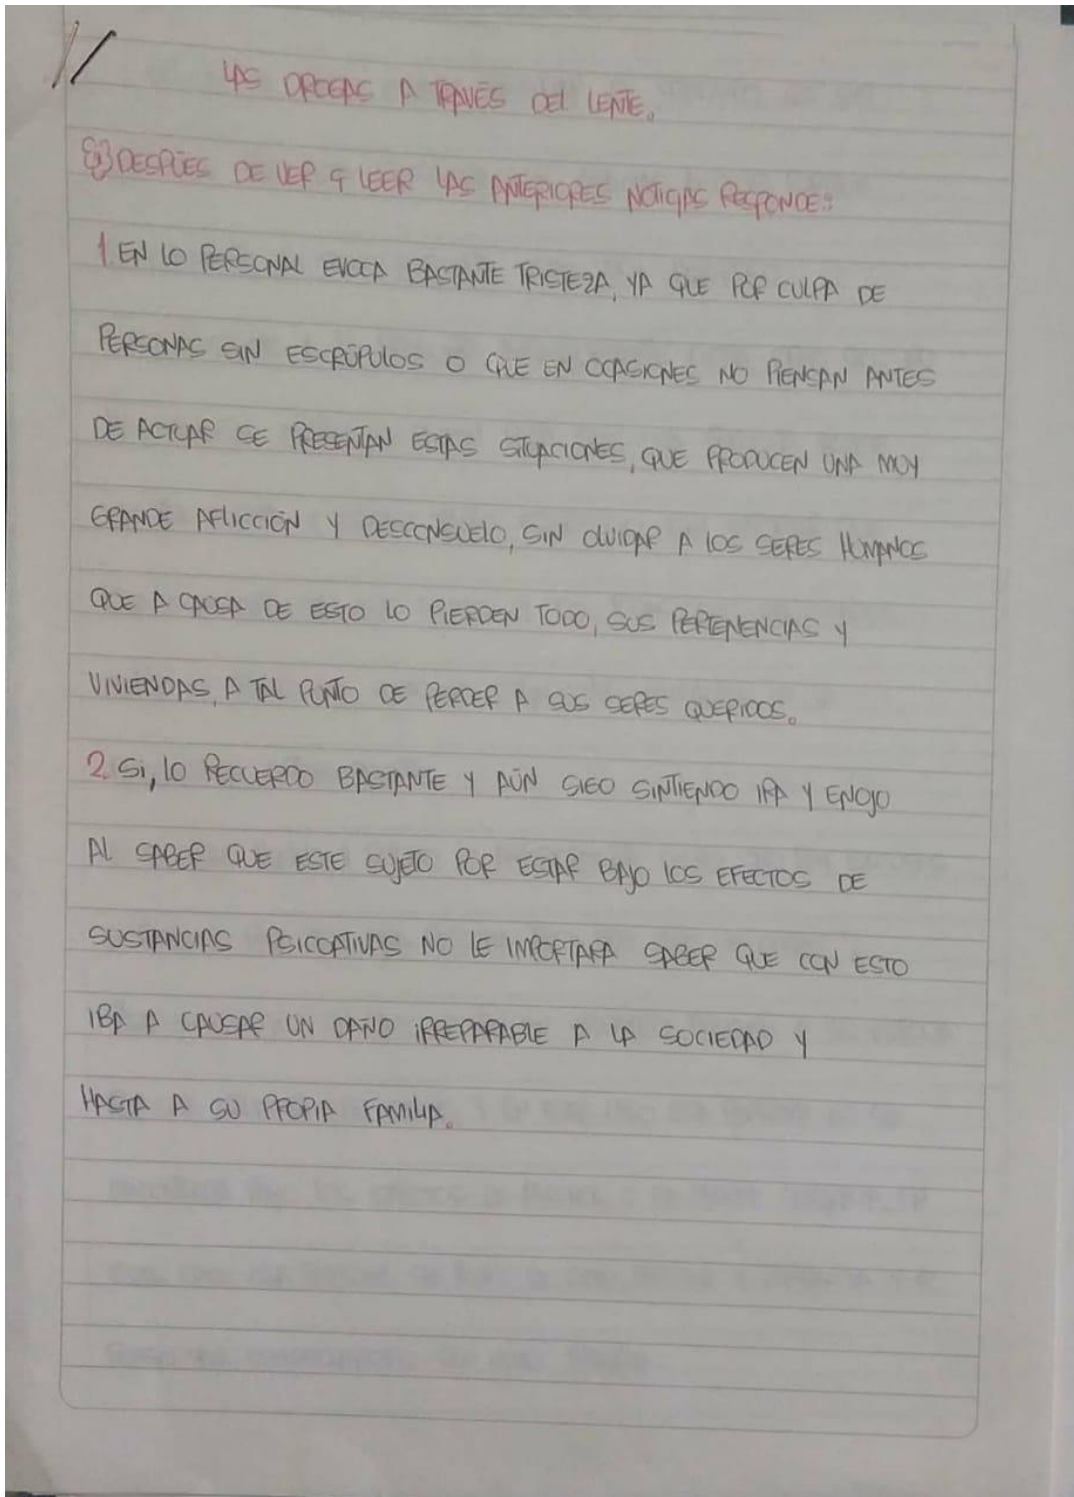 LAS DROGAS A TRAVÉS DEL LENTE.
DESPÚES DE VER Y LEER LAS ANTERIORES NOTICIAS RESPONDE:
1. EN LO PERSONAL EVOCA BASTANTE TRISTEZA, YA QUE POR CULPA DE
PERSONAS SIN ESCRÚPULOS O QUE EN OCASIONES NO PIENSAN ANTES
DE ACTUAR SE PRESENTAN ESTAS SITUACIONES, QUE PRODUCEN UNA MUY
GRANDE AFLICCIÓN Y DESCONSUELO, SIN OLVIDAR A LOS SERES HUMANOS
QUE A CAUSA DE ESTO LO PIERDEN TODO, SUS PERTENENCIAS Y
VIVIENDAS, A TAL PUNTO DE PERDER A SUS SERES QUERIDOS.
2. Si, LO RECUERDO BASTANTE Y AÚN SIGO SINTIENDO IRA Y ENOJO
AL SABER QUE ESTE SUJETO POR ESTAR BAJO LOS EFECTOS DE
SUSTANCIAS PSICOATIVAS NO LE IMPORTARA SABER QUE CON ESTO
IBA A CAUSAR UN DAÑO IRREPARABLE A LA SOCIEDAD Y
HASTA A SU PROPIA FAMILIA.